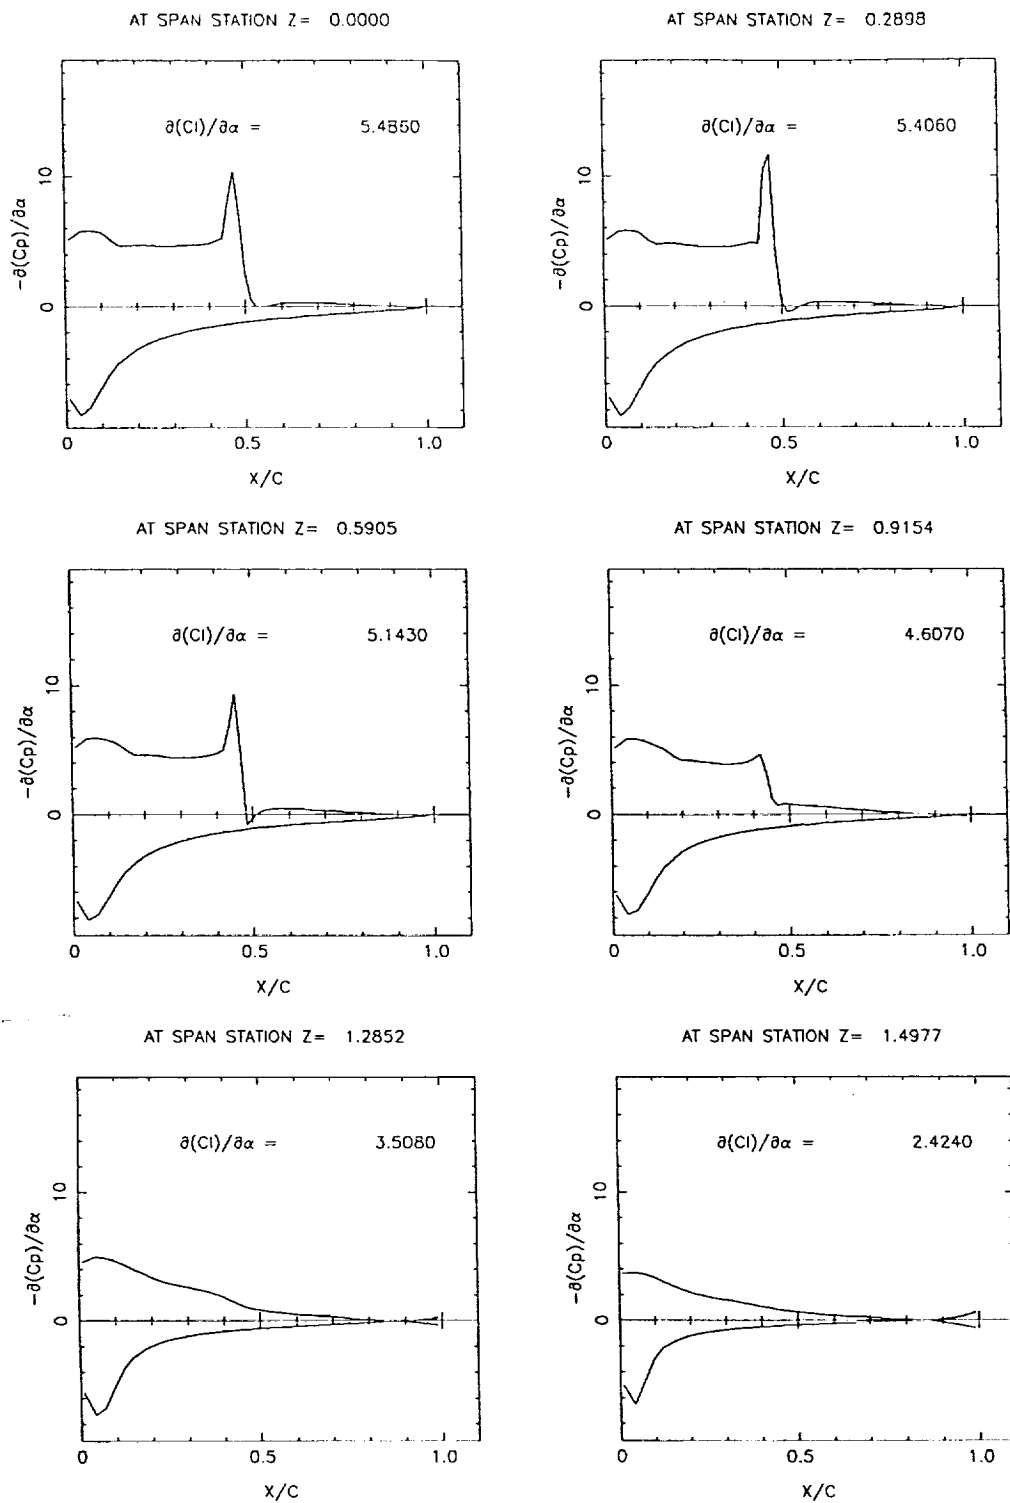 AT SPAN STATION Z= 0.0000
∂(Cl)/∂α = 5.4860
10
0
-∂(Cp)/∂α
0 0.5 1.0
X/C
AT SPAN STATION Z= 0.2898
∂(Cl)/∂α = 5.4060
10
0
-∂(Cp)/∂α
0 0.5 1.0
X/C
AT SPAN STATION Z= 0.5905
∂(Cl)/∂α = 5.1430
10
0
-∂(Cp)/∂α
0 0.5 1.0
X/C
AT SPAN STATION Z= 0.9154
∂(Cl)/∂α = 4.6070
10
0
-∂(Cp)/∂α
0 0.5 1.0
X/C
AT SPAN STATION Z= 1.2852
∂(Cl)/∂α = 3.5080
10
0
-∂(Cp)/∂α
0 0.5 1.0
X/C
AT SPAN STATION Z= 1.4977
∂(Cl)/∂α = 2.4240
10
0
-∂(Cp)/∂α
0 0.5 1.0
X/C